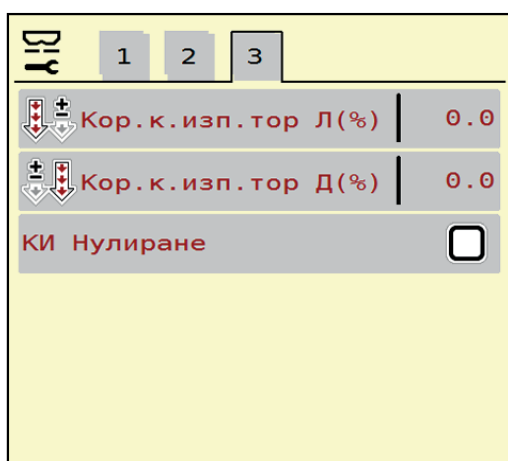 1 2 3
Кор.к.изп.тор Л(%) 0.0
Кор.к.изп.тор Д(%) 0.0
КИ Нулиране